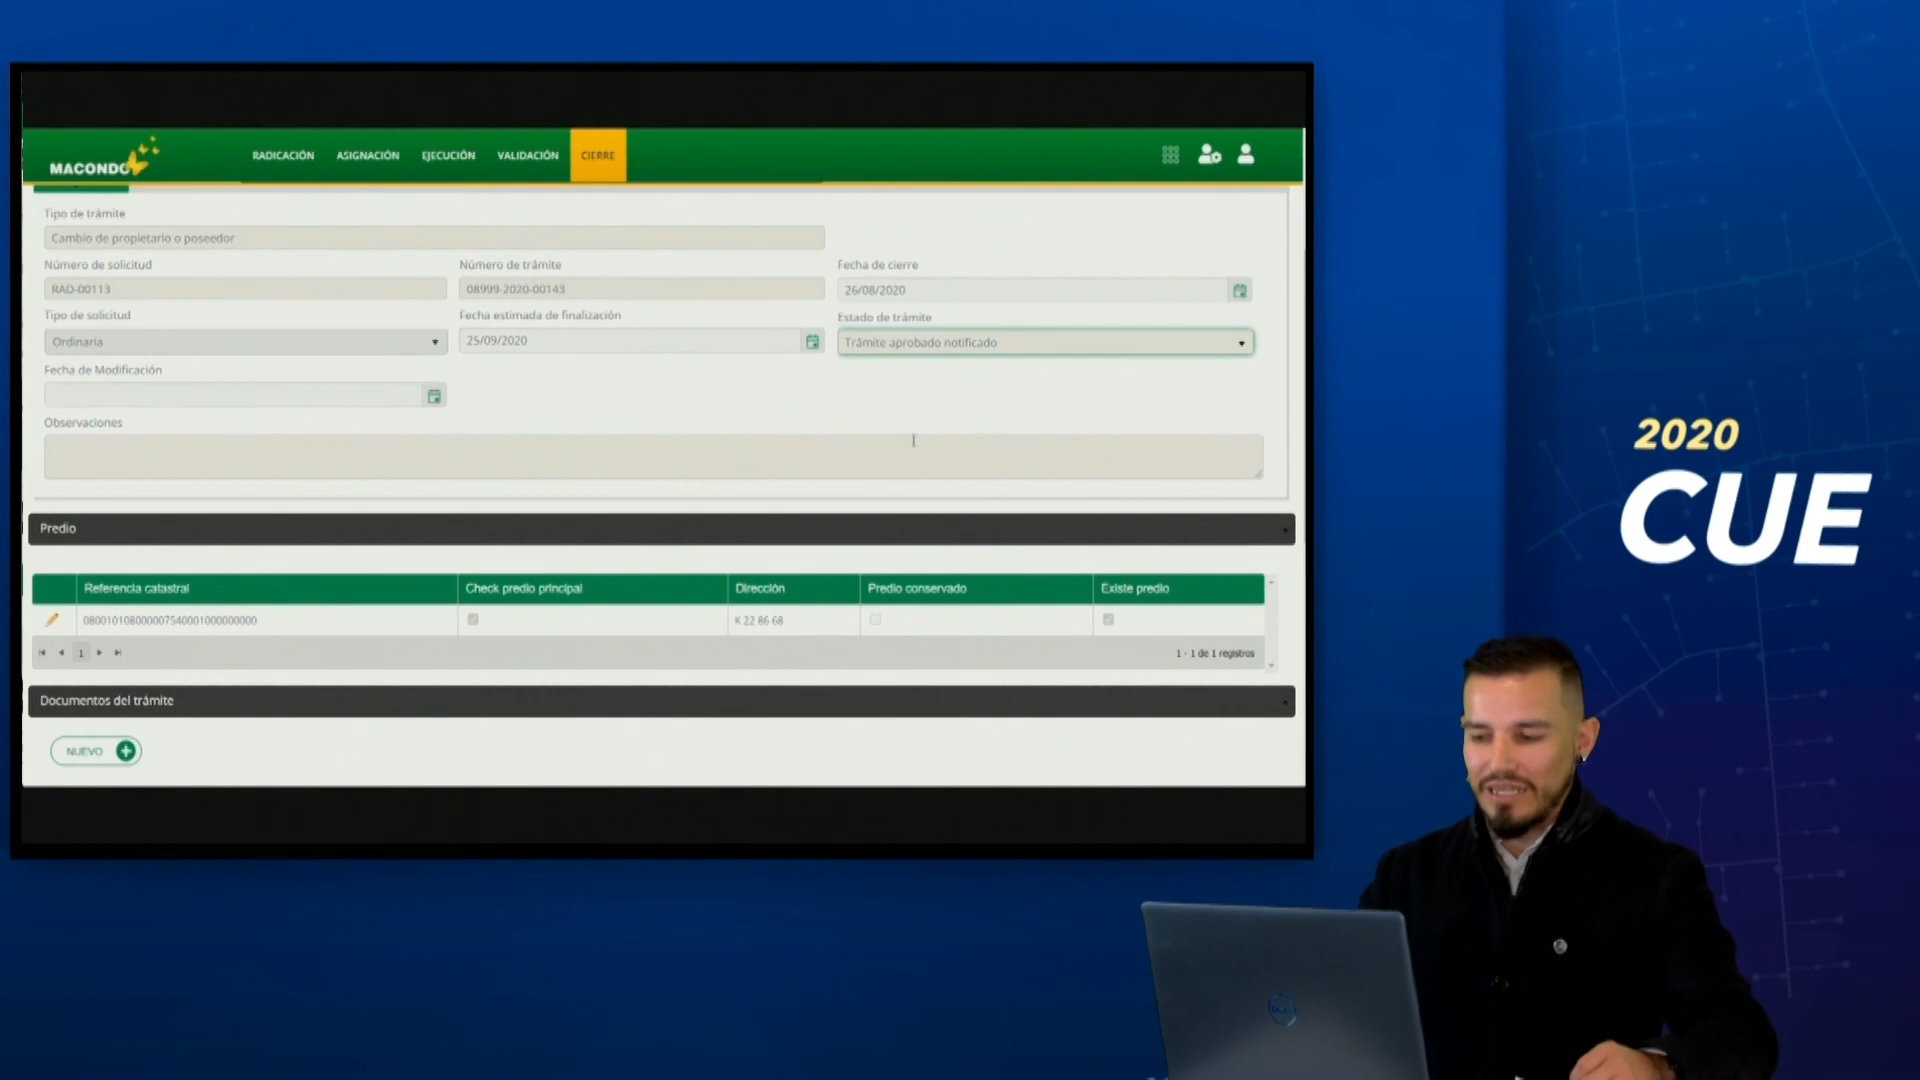 MACONDO
RADICACIÓN ASIGNACIÓN EJECUCIÓN VALIDACIÓN CIERRE
Tipo de trámite
Cambio de propietario o poseedor
Número de solicitud Número de trámite Fecha de cierre
RAD-00113 08999-2020-00143 26/08/2020
Tipo de solicitud Fecha estimada de finalización Estado de trámite
Ordinaria 25/09/2020 Trámite aprobado notificado
Fecha de Modificación
Observaciones
Predio
Referencia catastral Check predio principal Dirección Predio conservado Existe predio
080010108000007540001000000000 K 22 86 68
1 1 - 1 de 1 registros
Documentos del trámite
NUEVO
2020
CUE
DELL